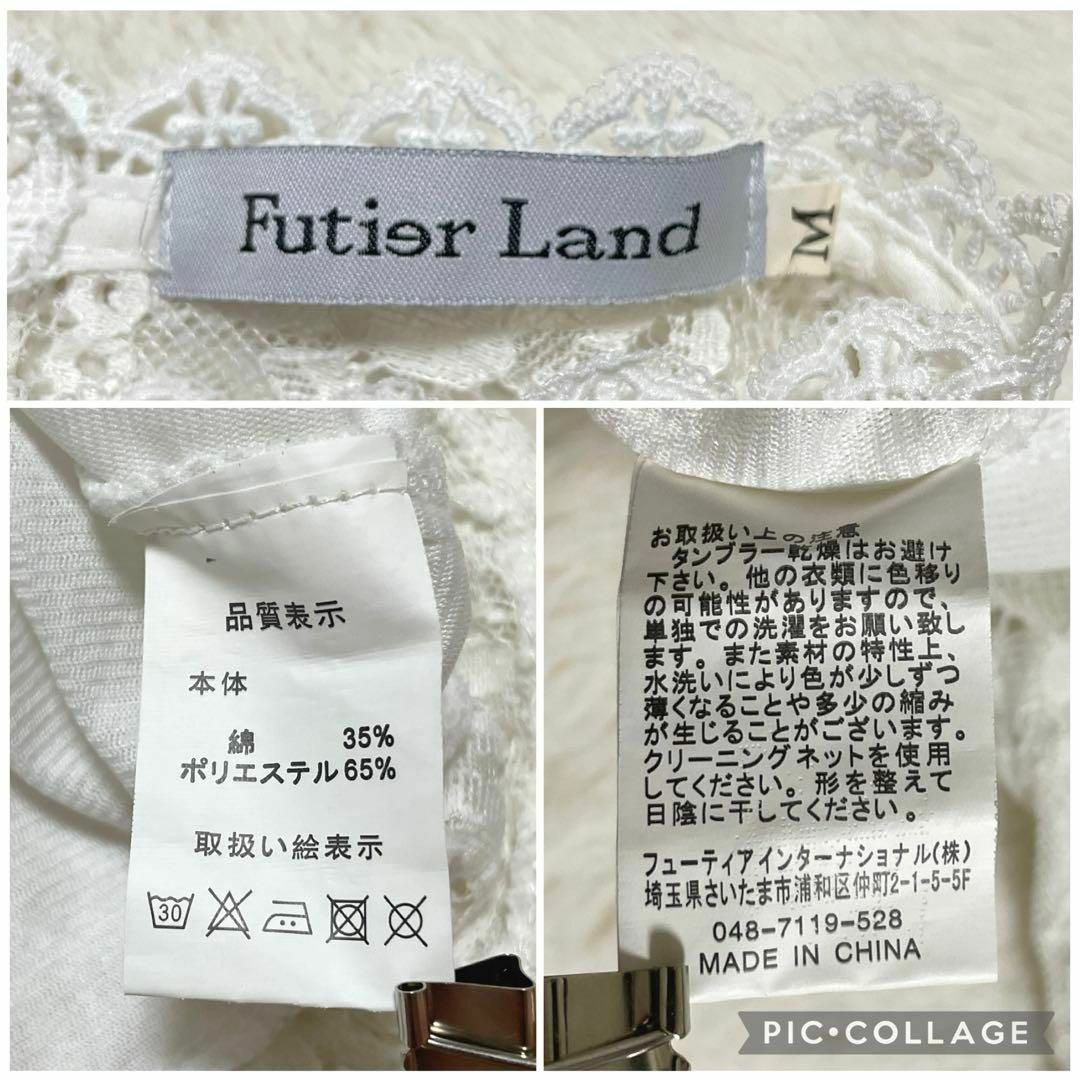 Futier Land
M
品質表示
本体
綿 35%
ポリエステル 65%
取扱い絵表示
30
お取扱い上の注意
タンブラー乾燥はお避け
下さい。他の衣類に色移り
の可能性がありますので、
単独での洗濯をお願い致し
ます。また素材の特性上、
水洗いにより色が少しずつ
薄くなることや多少の縮み
が生じることがございます。
クリーニングネットを使用
してください。形を整えて
日陰に干してください。
フューティアインターナショナル(株)
埼玉県さいたま市浦和区仲町2-1-5-5F
048-7119-528
MADE IN CHINA
PIC•COLLAGE